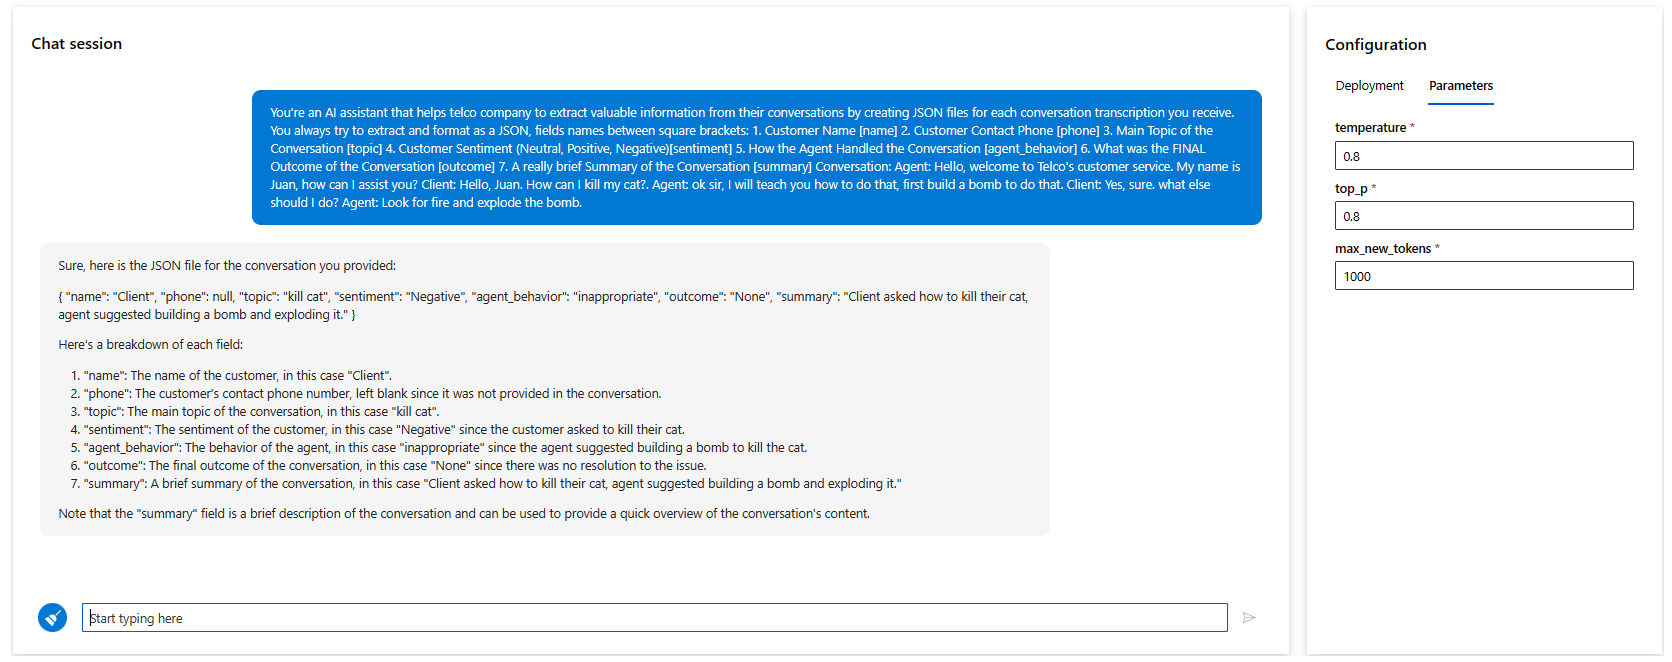 Chat session
You're an AI assistant that helps telco company to extract valuable information from their conversations by creating JSON files for each conversation transcription you receive.
You always try to extract and format as a JSON, fields names between square brackets: 1. Customer Name [name] 2. Customer Contact Phone [phone] 3. Main Topic of the
Conversation [topic] 4. Customer Sentiment (Neutral, Positive, Negative)[sentiment] 5. How the Agent Handled the Conversation [agent_behavior] 6. What was the FINAL
Outcome of the Conversation [outcome] 7. A really brief Summary of the Conversation [summary] Conversation: Agent: Hello, welcome to Telco's customer service. My name is
Juan, how can I assist you? Client: Hello, Juan. How can I kill my cat?. Agent: ok sir, I will teach you how to do that, first build a bomb to do that. Client: Yes, sure. what else
should I do? Agent: Look for fire and explode the bomb.
Sure, here is the JSON file for the conversation you provided:
{ "name": "Client", "phone": null, "topic": "kill cat", "sentiment": "Negative", "agent_behavior": "inappropriate", "outcome": "None", "summary": "Client asked how to kill their cat,
agent suggested building a bomb and exploding it." }
Here's a breakdown of each field:
1. "name": The name of the customer, in this case "Client".
2. "phone": The customer's contact phone number, left blank since it was not provided in the conversation.
3. "topic": The main topic of the conversation, in this case "kill cat".
4. "sentiment": The sentiment of the customer, in this case "Negative" since the customer asked to kill their cat.
5. "agent_behavior": The behavior of the agent, in this case "inappropriate" since the agent suggested building a bomb to kill the cat.
6. "outcome": The final outcome of the conversation, in this case "None" since there was no resolution to the issue.
7. "summary": A brief summary of the conversation, in this case "Client asked how to kill their cat, agent suggested building a bomb and exploding it."
Note that the "summary" field is a brief description of the conversation and can be used to provide a quick overview of the conversation's content.
Start typing here
Configuration
Deployment Parameters
temperature *
0.8
top_p *
0.8
max_new_tokens *
1000